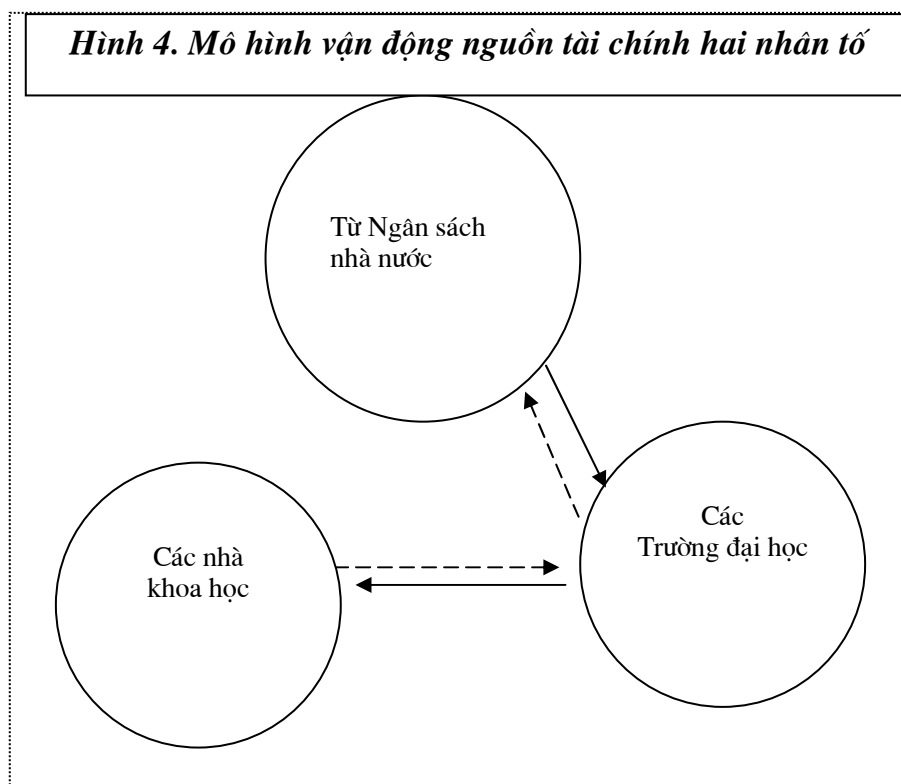 Hình 4. Mô hình vận động nguồn tài chính hai nhân tố
Từ Ngân sách
nhà nước
Các
Trường đại học
Các nhà
khoa học